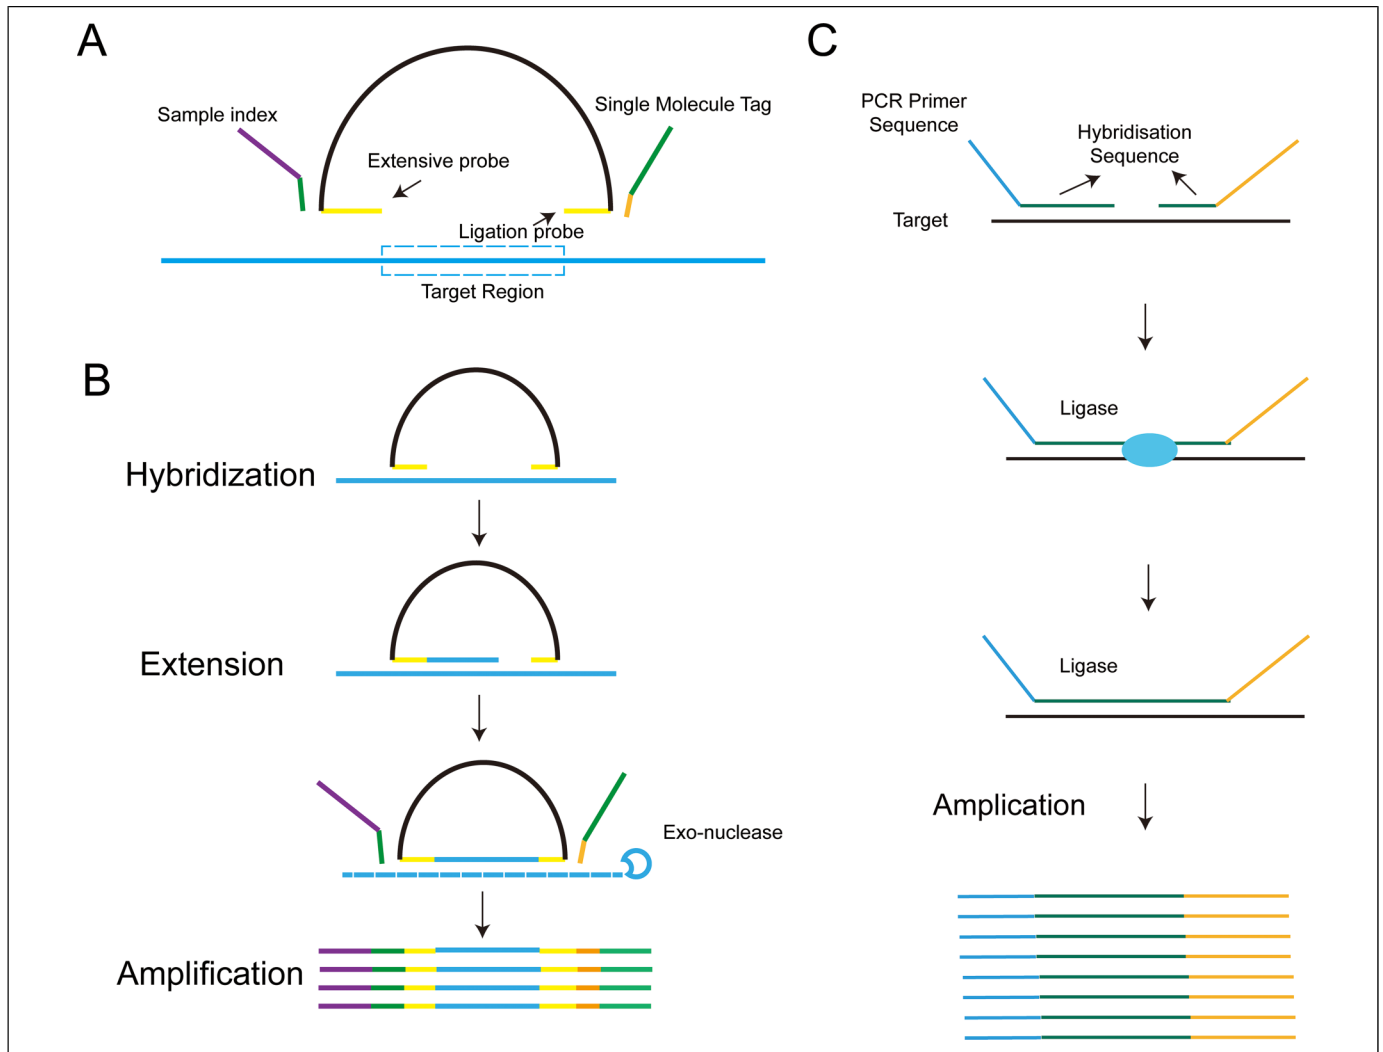 A
Sample index
Extensive probe
Single Molecule Tag
Ligation probe
Target Region
B
Hybridization
Extension
Exo-nuclease
Amplification
C
PCR Primer
Sequence
Hybridisation
Sequence
Target
Ligase
Ligase
Amplication